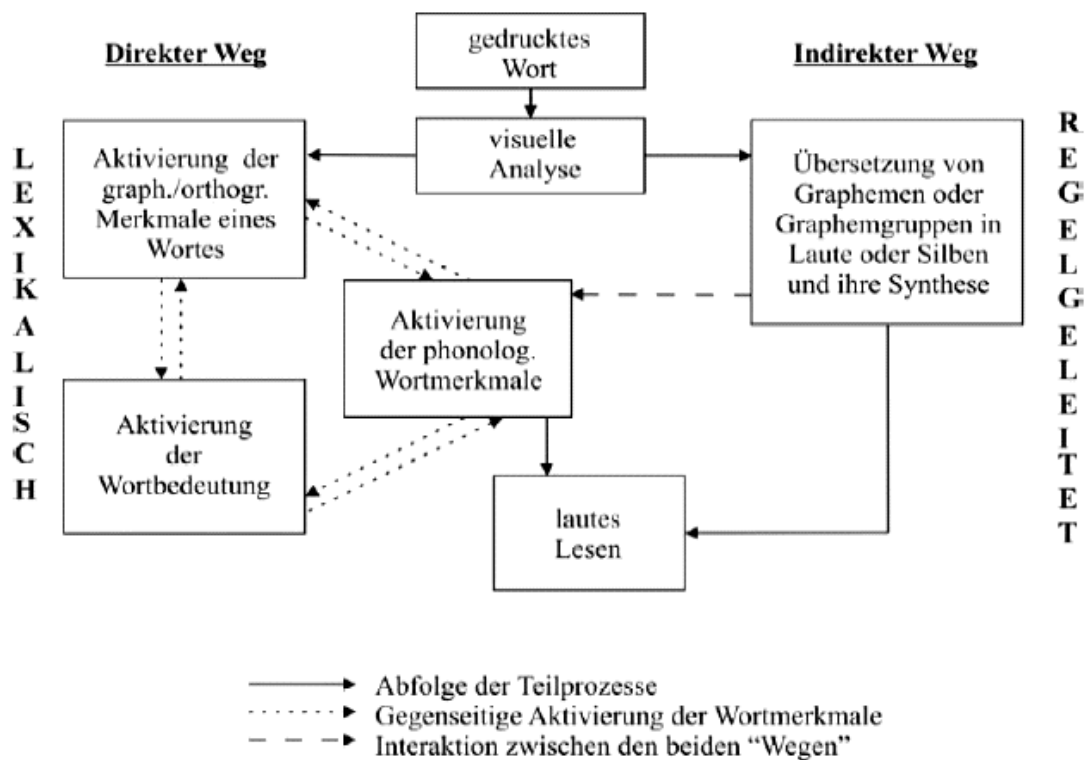 Direkter Weg
gedrucktes
Wort
Indirekter Weg
LEXIKALISCH
Aktivierung der
graph./orthogr.
Merkmale eines
Wortes
visuelle
Analyse
Übersetzung von
Graphemen oder
Graphemgruppen in
Laute oder Silben
und ihre Synthese
REGELGELEITET
Aktivierung
der phonolog.
Wortmerkmale
Aktivierung
der
Wortbedeutung
lautes
Lesen
Abfolge der Teilprozesse
Gegenseitige Aktivierung der Wortmerkmale
Interaktion zwischen den beiden “Wegen”